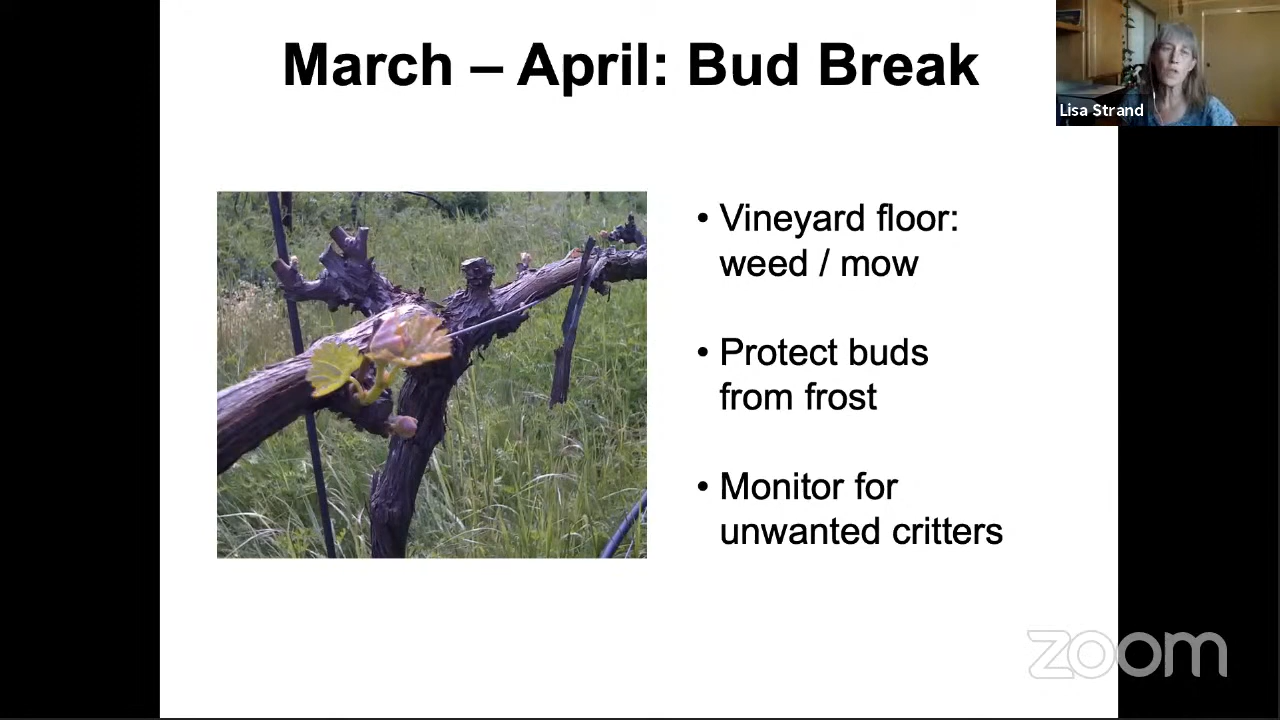 March – April: Bud Break
Lisa Strand
• Vineyard floor:
weed / mow
• Protect buds
from frost
• Monitor for
unwanted critters
zoom